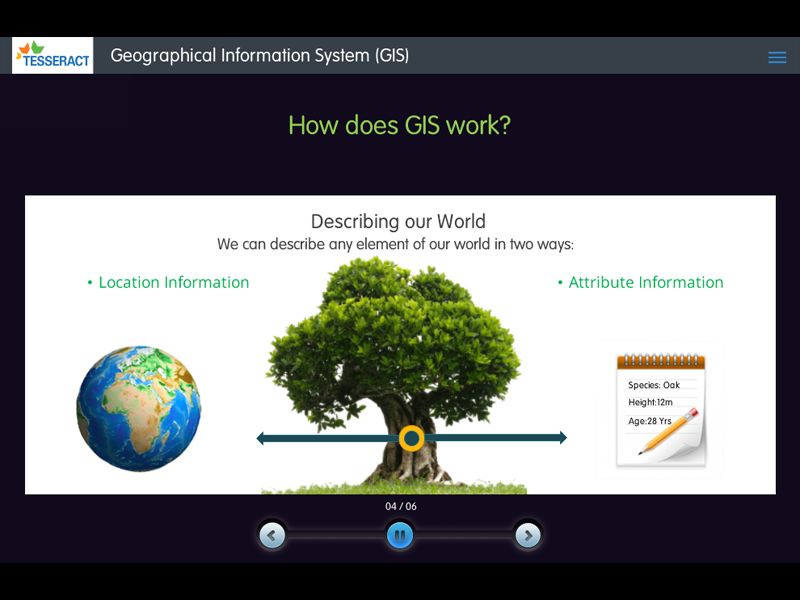 TESSERACT
Geographical Information System (GIS)
How does GIS work?
Describing our World
We can describe any element of our world in two ways:
• Location Information
• Attribute Information
Species: Oak
Height:12m
Age:28 Yrs
04 / 06